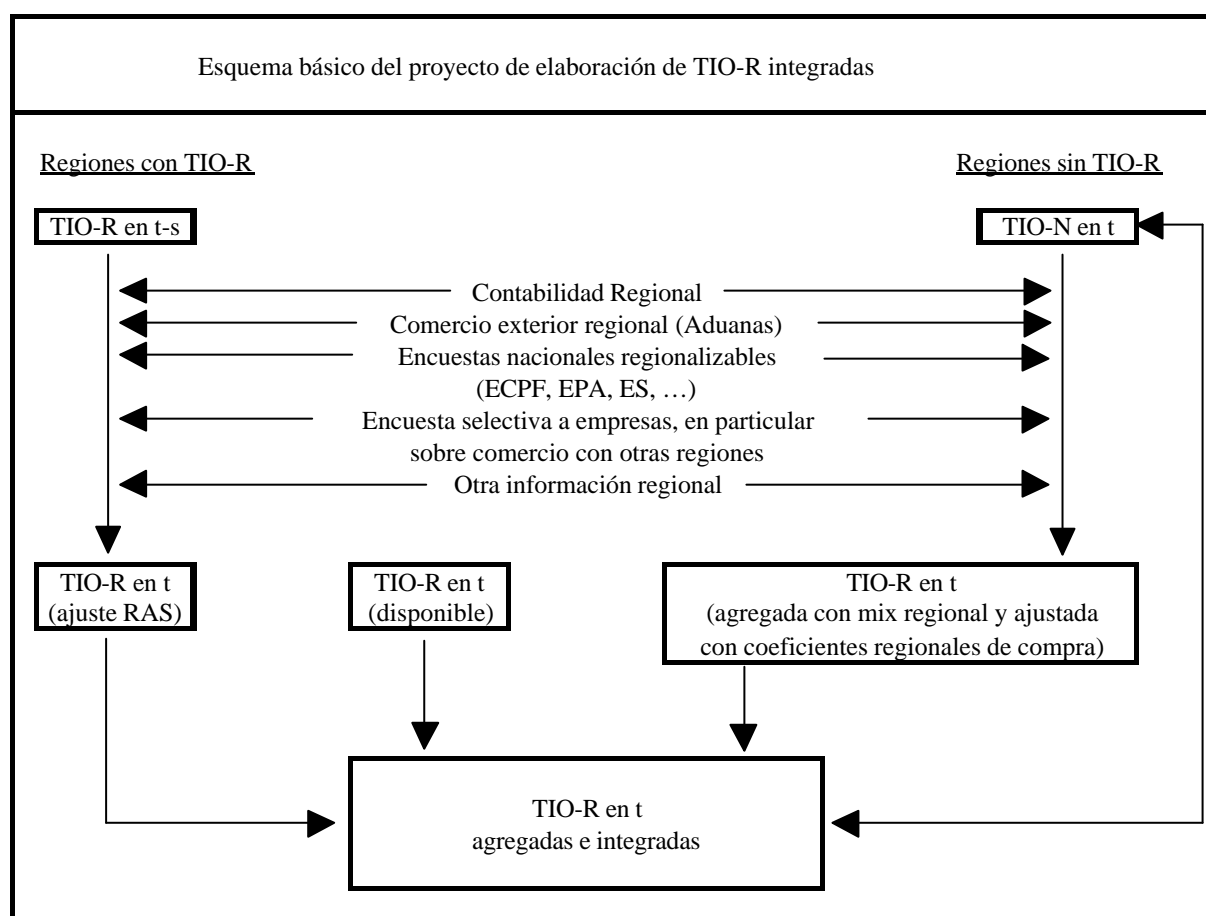 Esquema básico del proyecto de elaboración de TIO-R integradas
Regiones con TIO-R
Regiones sin TIO-R
TIO-R en t-s
TIO-N en t
Contabilidad Regional
Comercio exterior regional (Aduanas)
Encuestas nacionales regionalizables
(ECPF, EPA, ES, …)
Encuesta selectiva a empresas, en particular
sobre comercio con otras regiones
Otra información regional
TIO-R en t
(ajuste RAS)
TIO-R en t
(disponible)
TIO-R en t
(agregada con mix regional y ajustada
con coeficientes regionales de compra)
TIO-R en t
agregadas e integradas